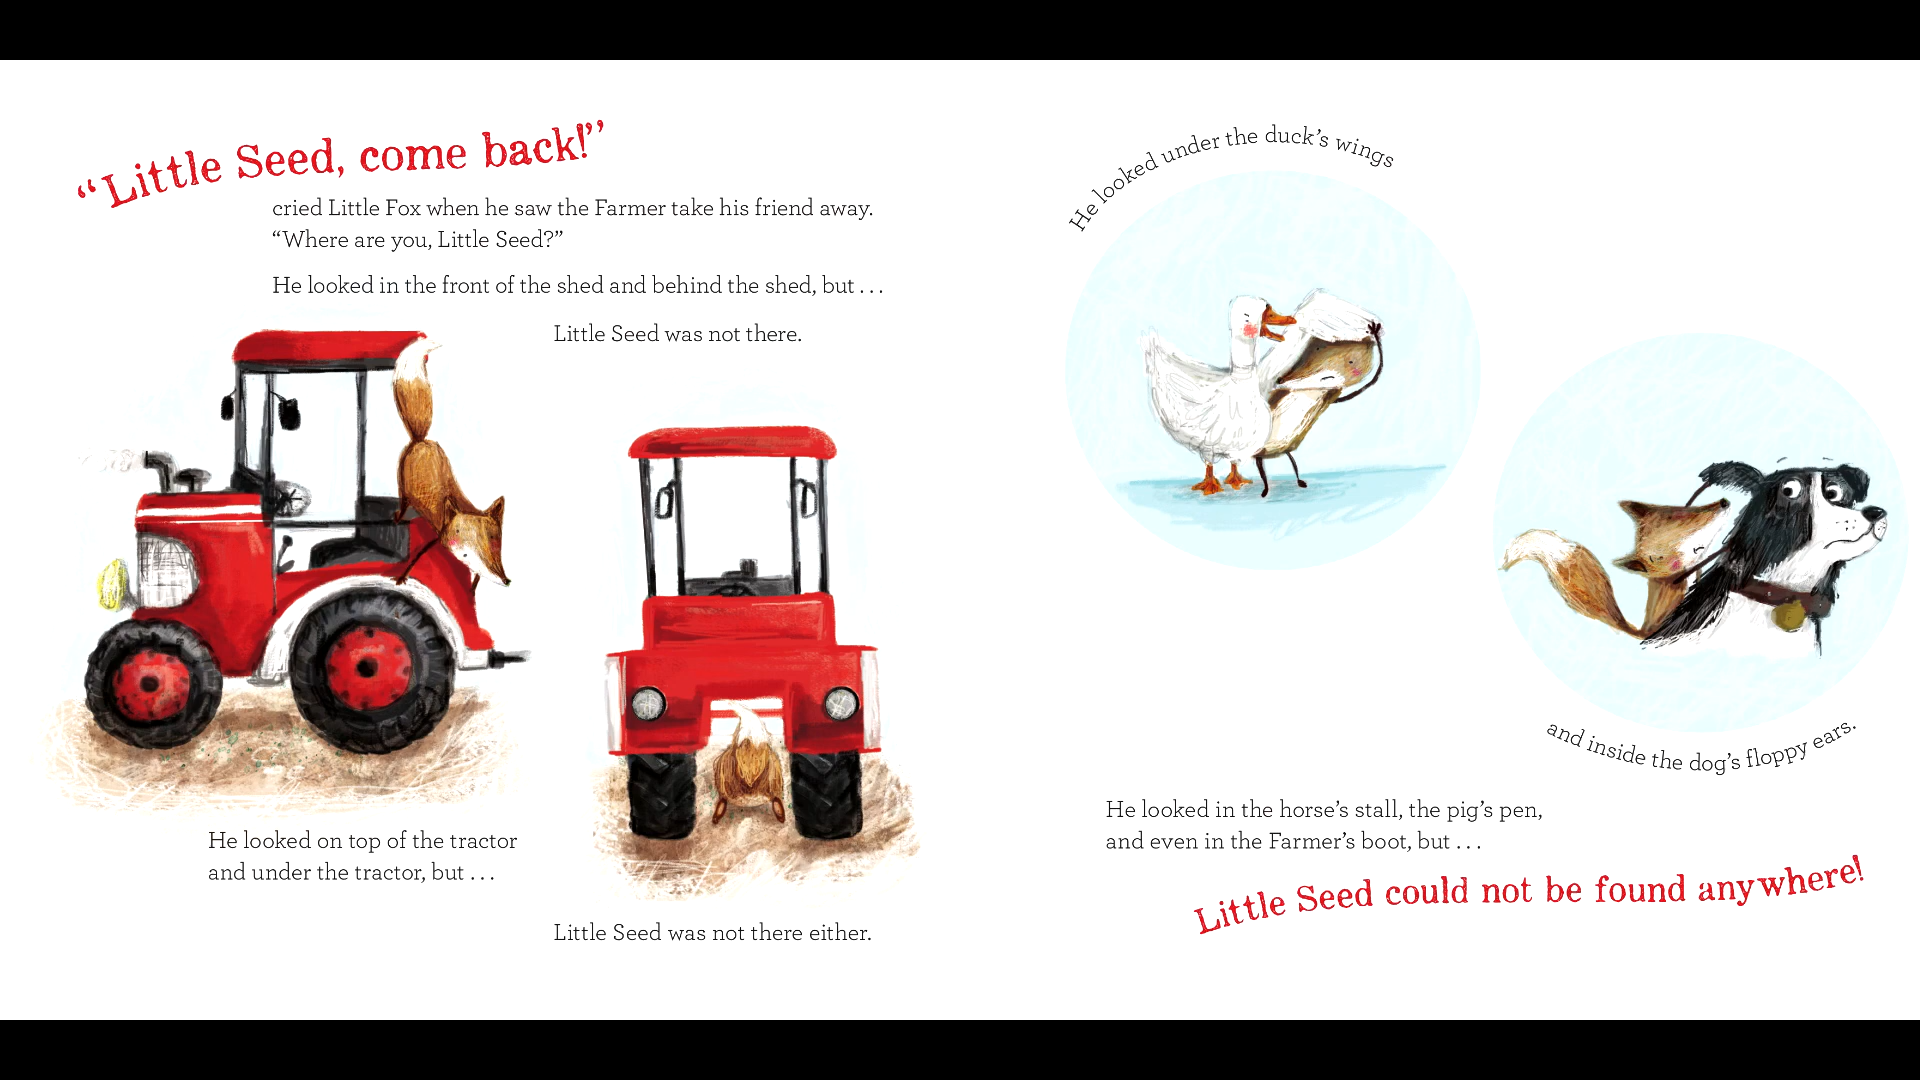 “Little Seed, come back!”
cried Little Fox when he saw the Farmer take his friend away.
“Where are you, Little Seed?”
He looked in the front of the shed and behind the shed, but . . .
Little Seed was not there.
He looked on top of the tractor
and under the tractor, but . . .
Little Seed was not there either.
He looked under the duck’s wings
and inside the dog’s floppy ears.
He looked in the horse’s stall, the pig’s pen,
and even in the Farmer’s boot, but . . .
Little Seed could not be found anywhere!